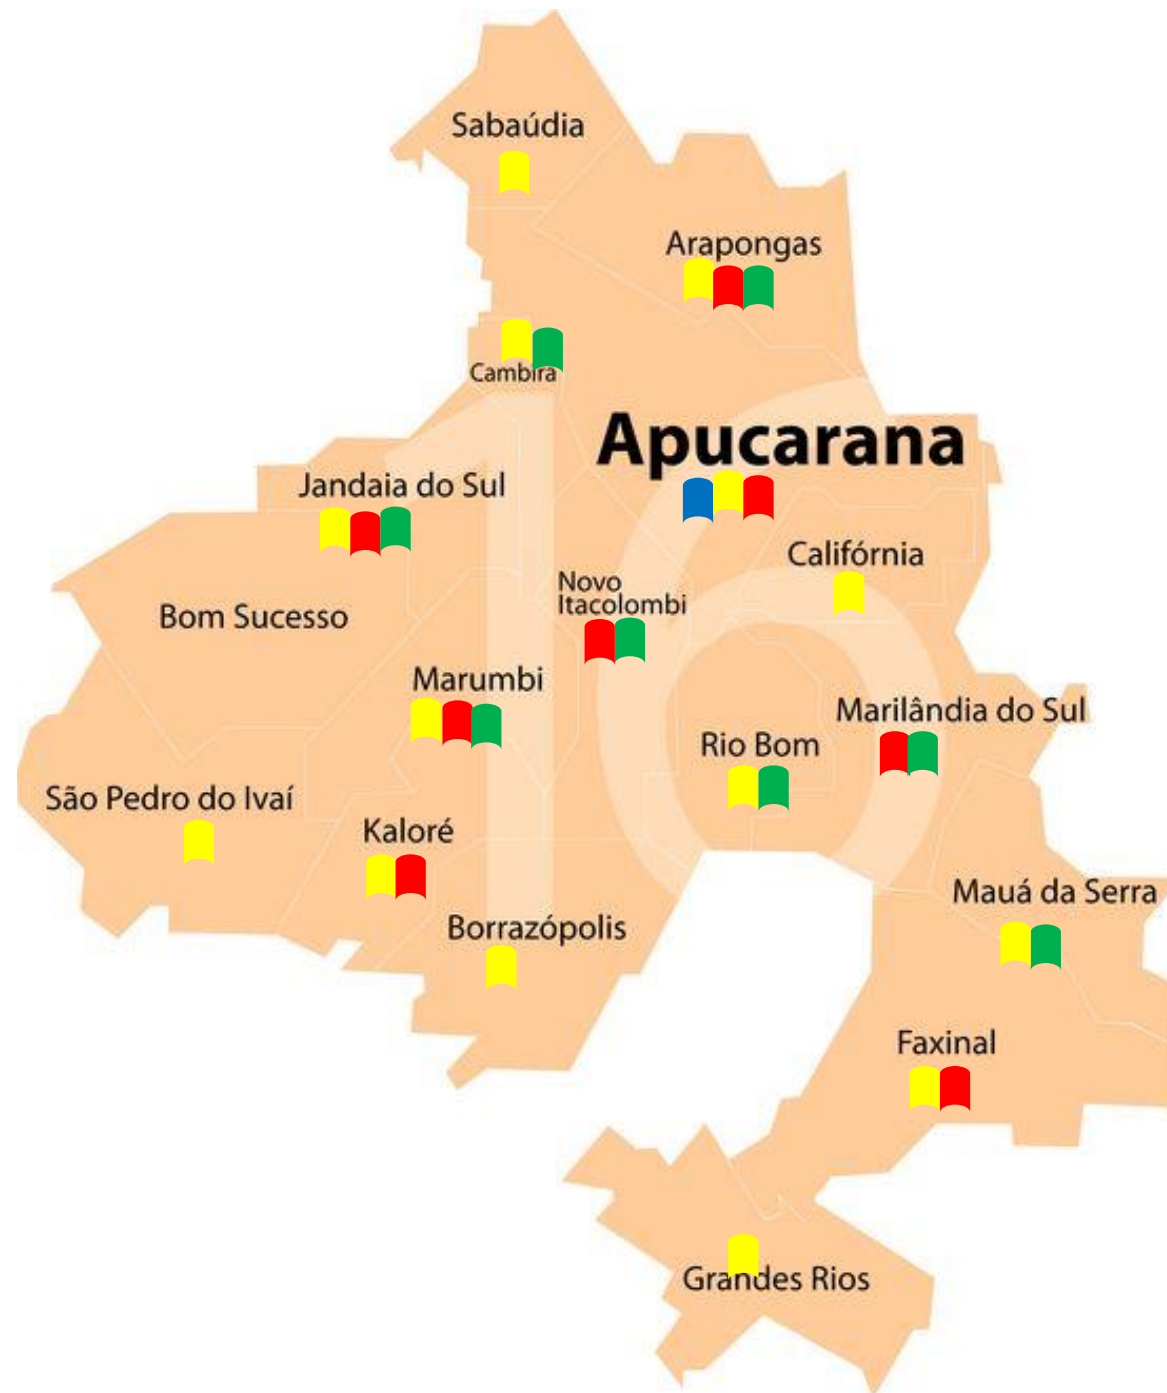 Sabaúdia
Arapongas
Cambira
Apucarana
Jandaia do Sul
Califórnia
Novo
Itacolombi
Bom Sucesso
Marumbi
Marilândia do Sul
Rio Bom
São Pedro do Ivaí
Kaloré
Mauá da Serra
Borrazópolis
Faxinal
Grandes Rios
16